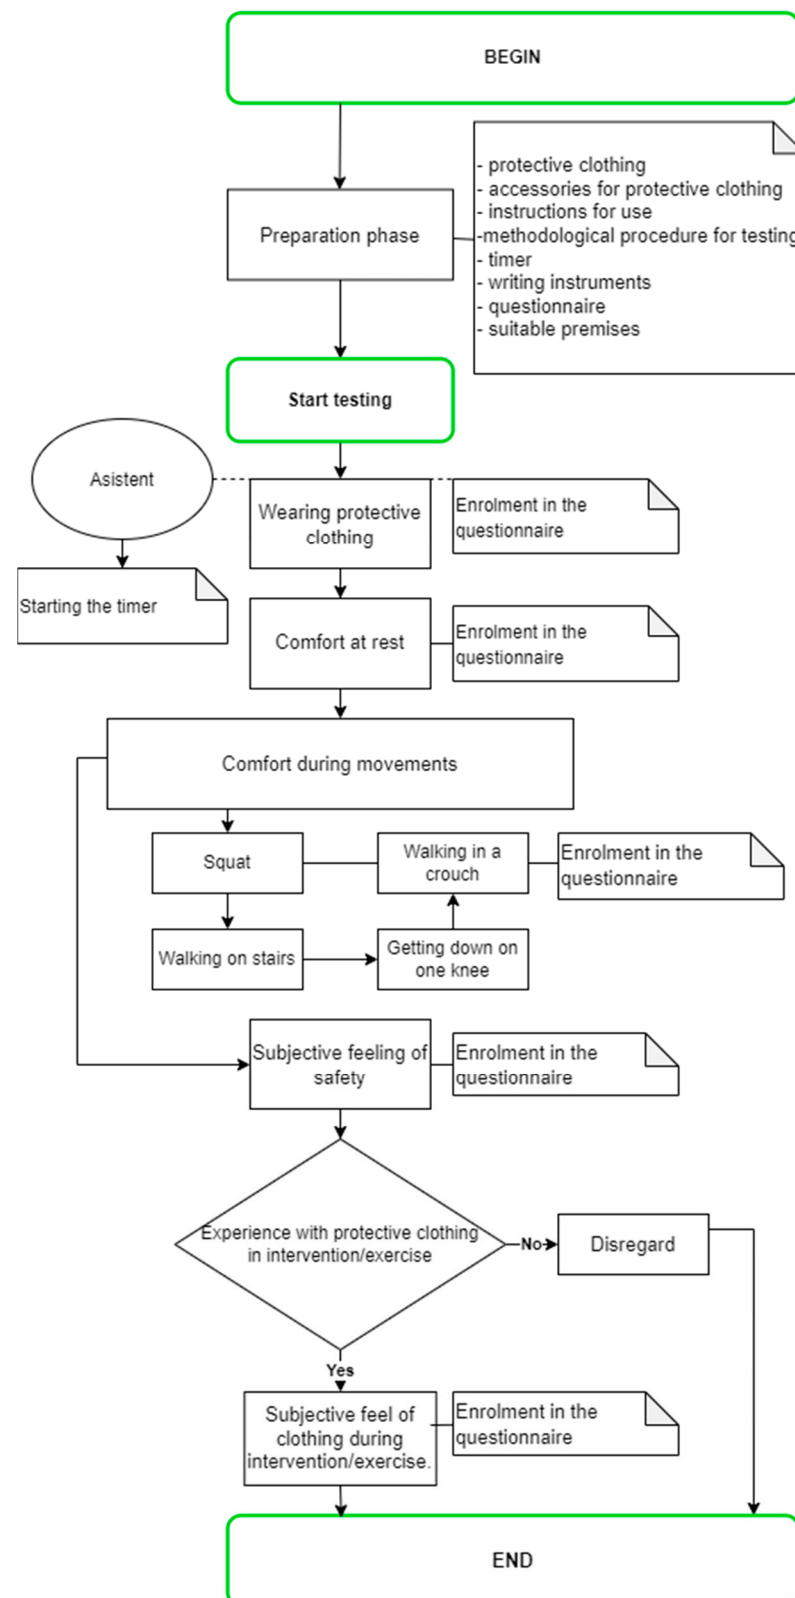 BEGIN
- protective clothing
- accessories for protective clothing
- instructions for use
-methodological procedure for testing
- timer
- writing instruments
- questionnaire
- suitable premises
Preparation phase
Start testing
Asistent
Wearing protective
clothing
Enrolment in the
questionnaire
Starting the timer
Comfort at rest
Enrolment in the
questionnaire
Comfort during movements
Squat
Walking in a
crouch
Enrolment in the
questionnaire
Walking on stairs
Getting down on
one knee
Subjective feeling of
safety
Enrolment in the
questionnaire
Experience with protective clothing
in intervention/exercise
No
Disregard
Yes
Subjective feel of
clothing during
intervention/exercise.
Enrolment in the
questionnaire
END